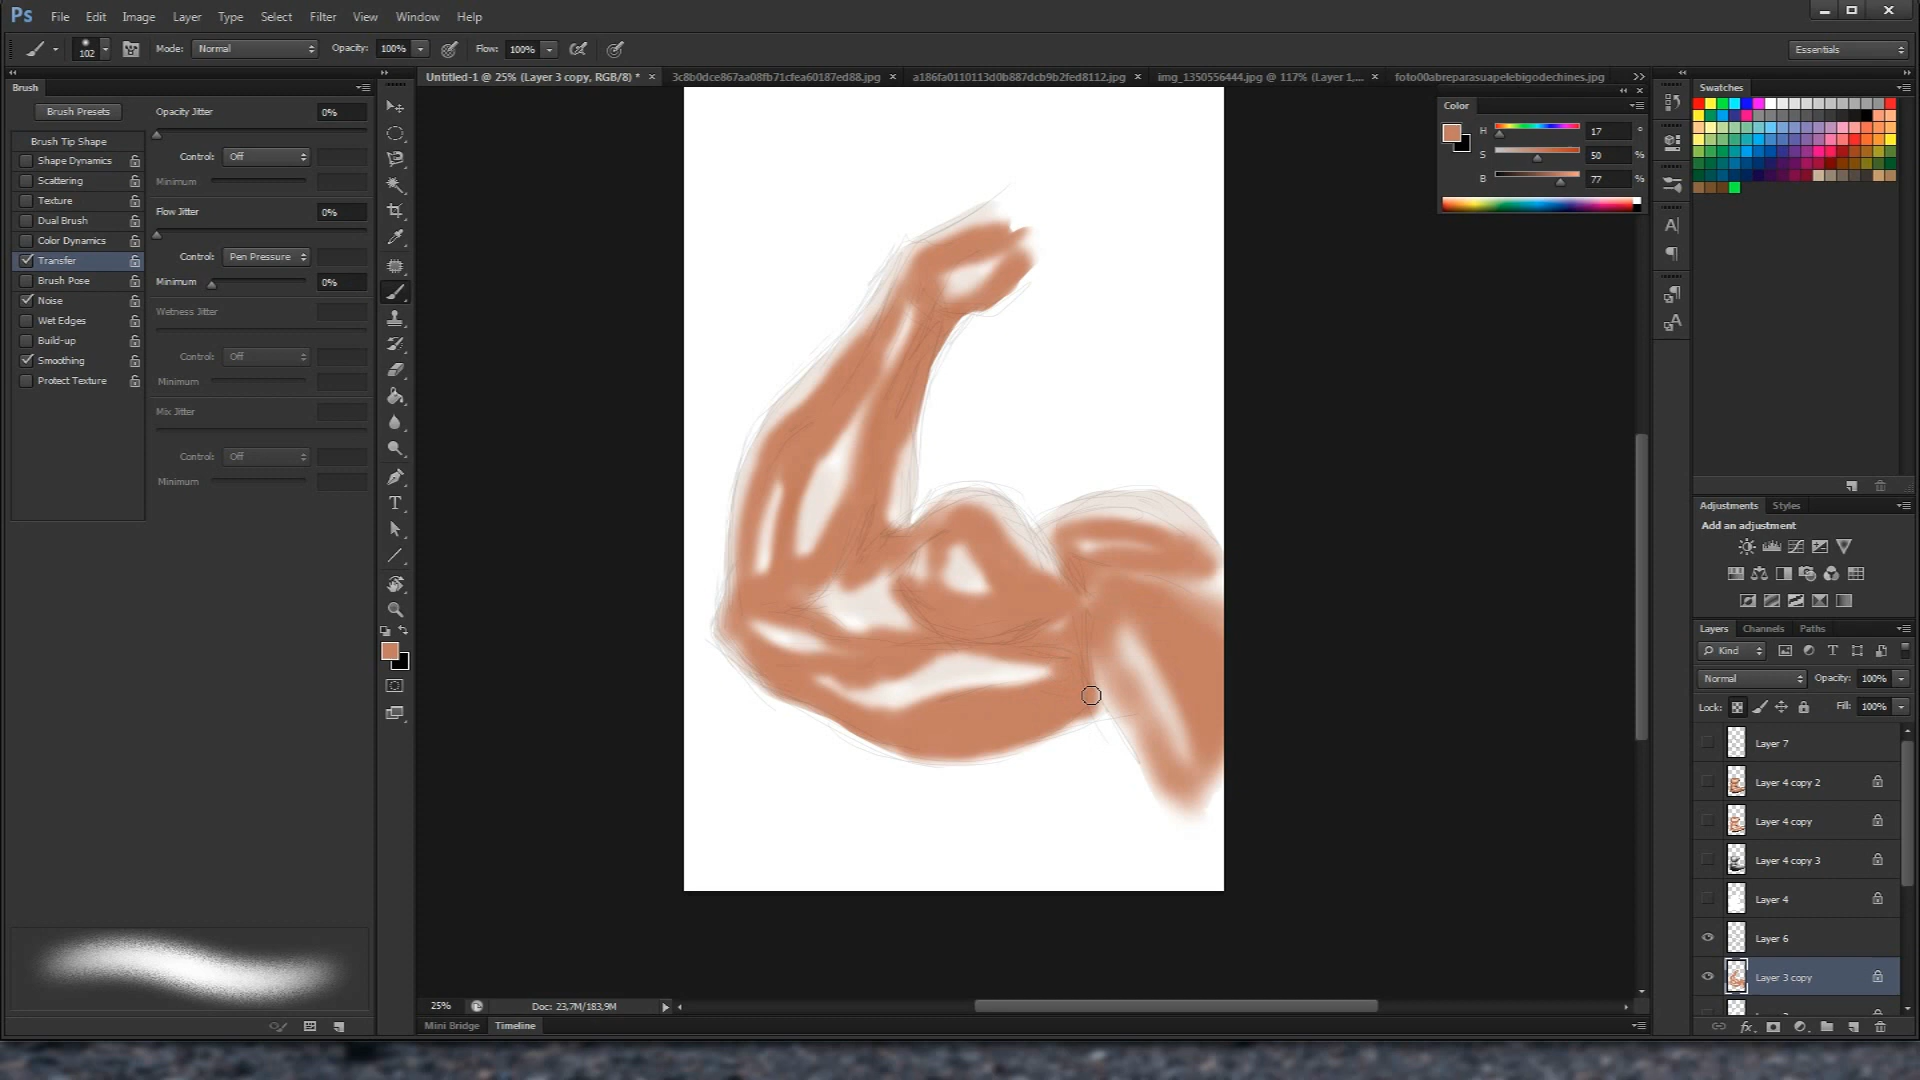 Ps File Edit Image Layer Type Select Filter View Window Help
102 Mode: Normal Opacity: 100% Flow: 100% Essentials
Untitled-1 @ 25% (Layer 3 copy, RGB/8) * × 3c8b0dce867aa08fb71cfea60187ed88.jpg × a186fa0110113d0b887dcb9b2fed8112.jpg × img_1350556444.jpg @ 117% (Layer 1,... × foto00abreparasuapelebigodechines.jpg
Brush
Brush Presets
Brush Tip Shape
Shape Dynamics
Scattering
Texture
Dual Brush
Color Dynamics
Transfer
Brush Pose
Noise
Wet Edges
Build-up
Smoothing
Protect Texture
Opacity Jitter 0%
Control: Off
Minimum
Flow Jitter 0%
Control: Pen Pressure
Minimum 0%
Wetness Jitter
Control: Off
Minimum
Mix Jitter
Control: Off
Minimum
Color
H 17 °
S 50 %
B 77 %
Swatches
Adjustments Styles
Add an adjustment
Layers Channels Paths
Kind
Normal Opacity: 100%
Lock: Fill: 100%
Layer 7
Layer 4 copy 2
Layer 4 copy
Layer 4 copy 3
Layer 4
Layer 6
Layer 3 copy
25% Doc: 23,7M/183,9M
Mini Bridge Timeline